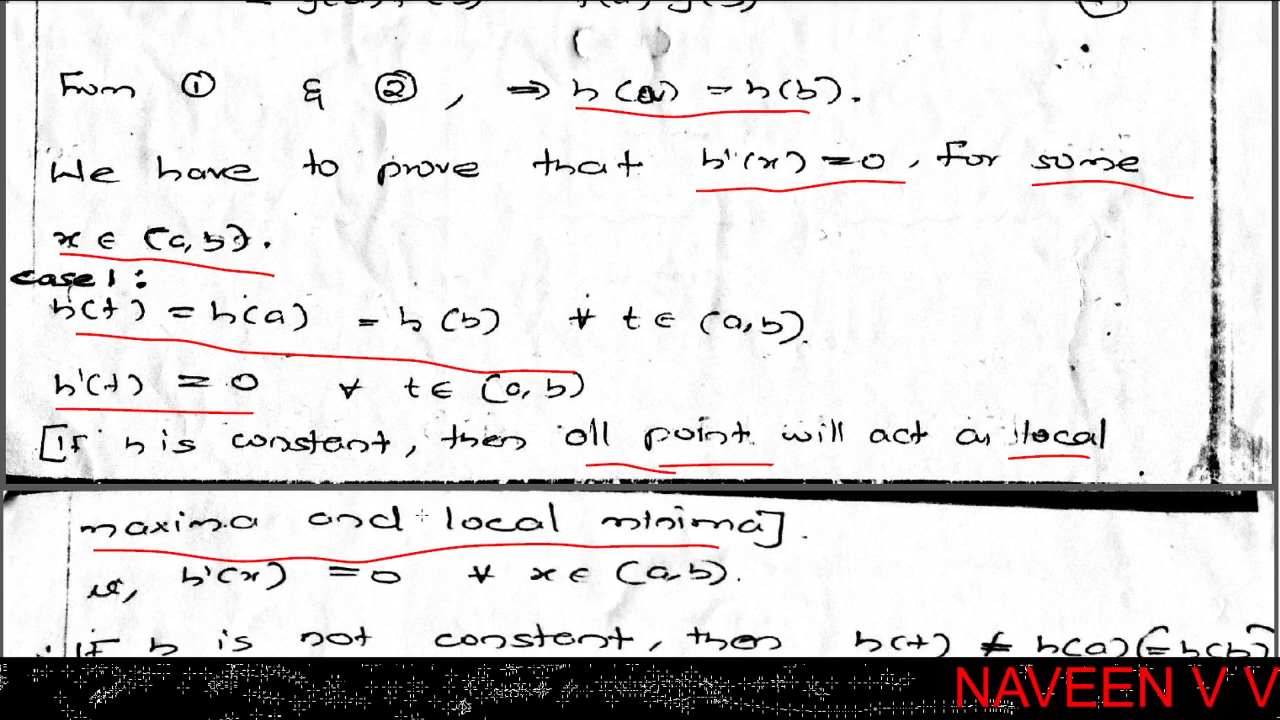 From ① & ②, ⇒ h(a) = h(b).
We have to prove that h'(x) = 0, for some
x ∈ (a,b).
case 1:
h(t) = h(a) = h(b) ∀ t ∈ (a,b).
h'(t) = 0 ∀ t ∈ (a,b)
[If h is constant, then all point will act as local
maxima and local minima].
ie, h'(x) = 0 ∀ x ∈ (a,b).
If h is not constant, then h(t) ≠ h(a)(=h(b)
NAVEEN V V